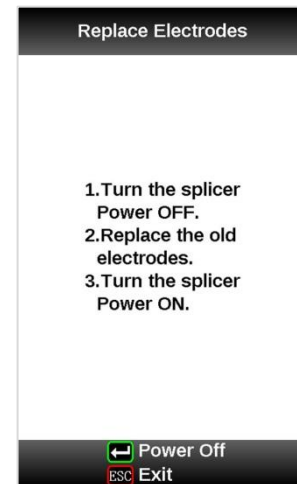 Replace Electrodes
1.Turn the splicer
Power OFF.
2.Replace the old
electrodes.
3.Turn the splicer
Power ON.
Power Off
ESC Exit